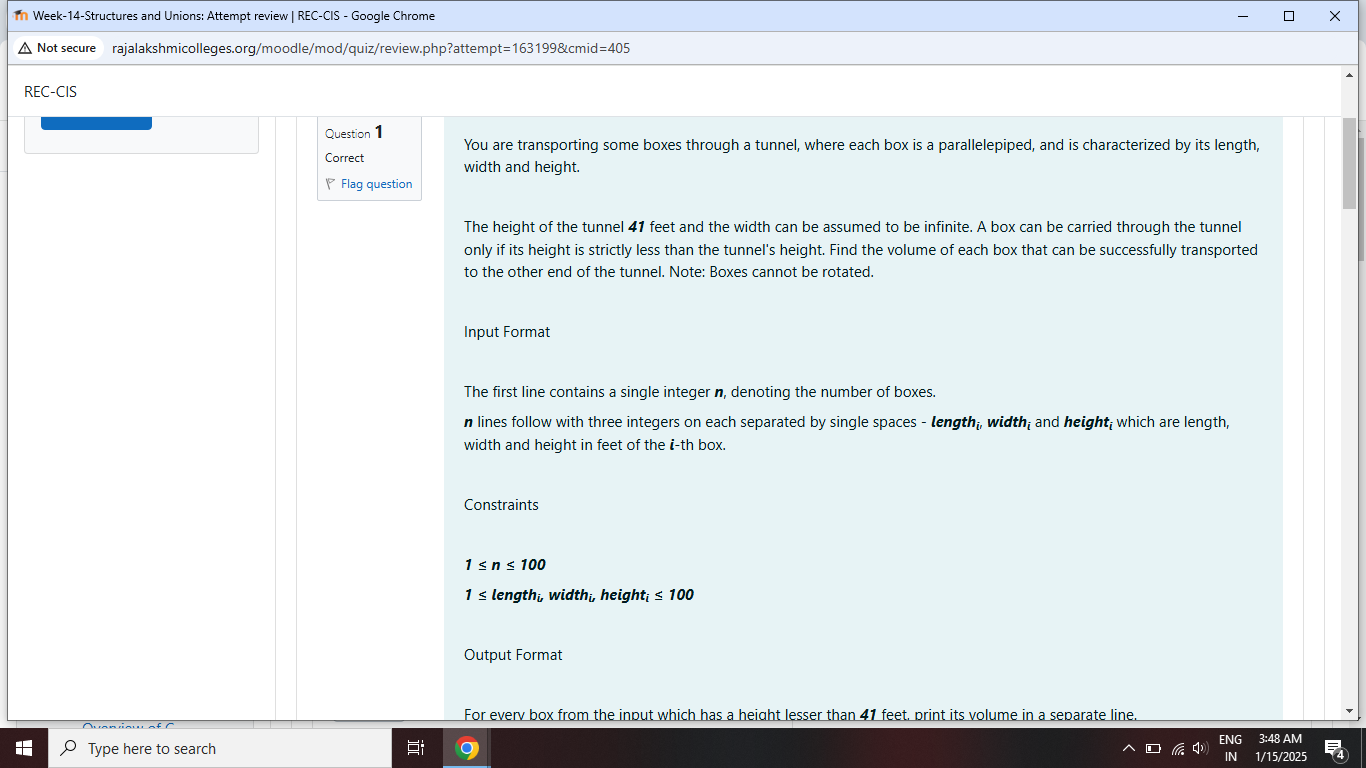 Week-14-Structures and Unions: Attempt review | REC-CIS - Google Chrome
Not secure rajalakshmicolleges.org/moodle/mod/quiz/review.php?attempt=163199&cmid=405
REC-CIS
Question 1
Correct
Flag question
You are transporting some boxes through a tunnel, where each box is a parallelepiped, and is characterized by its length,
width and height.
The height of the tunnel 41 feet and the width can be assumed to be infinite. A box can be carried through the tunnel
only if its height is strictly less than the tunnel's height. Find the volume of each box that can be successfully transported
to the other end of the tunnel. Note: Boxes cannot be rotated.
Input Format
The first line contains a single integer n, denoting the number of boxes.
n lines follow with three integers on each separated by single spaces - lengthᵢ, widthᵢ and heightᵢ which are length,
width and height in feet of the i-th box.
Constraints
1 ≤ n ≤ 100
1 ≤ lengthᵢ, widthᵢ, heightᵢ ≤ 100
Output Format
For every box from the input which has a height lesser than 41 feet, print its volume in a separate line.
Overview of C
Type here to search
ENG
IN
3:48 AM
1/15/2025
4